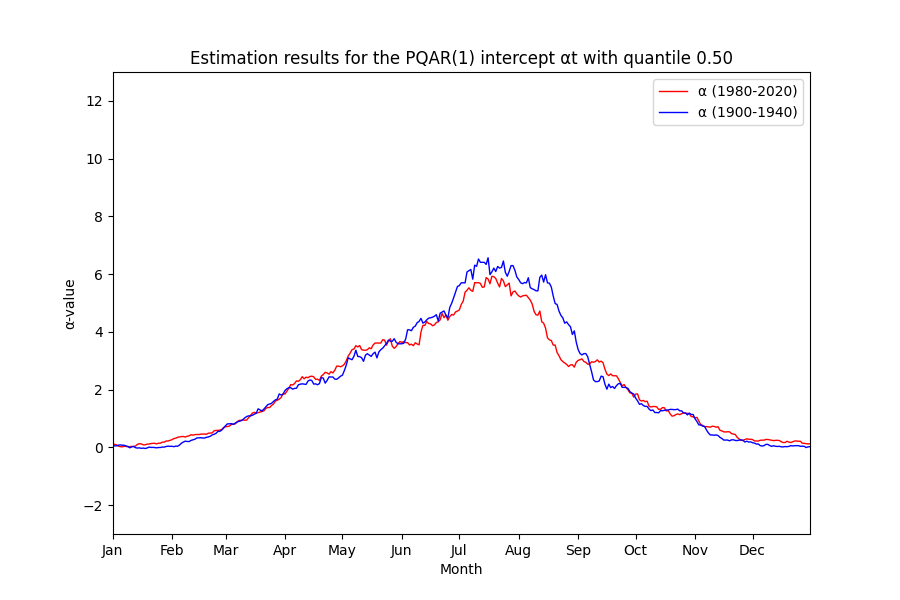 Estimation results for the PQAR(1) intercept αt with quantile 0.50
α (1980-2020)
α (1900-1940)
12
10
8
6
4
2
0
−2
α-value
Jan Feb Mar Apr May Jun Jul Aug Sep Oct Nov Dec
Month